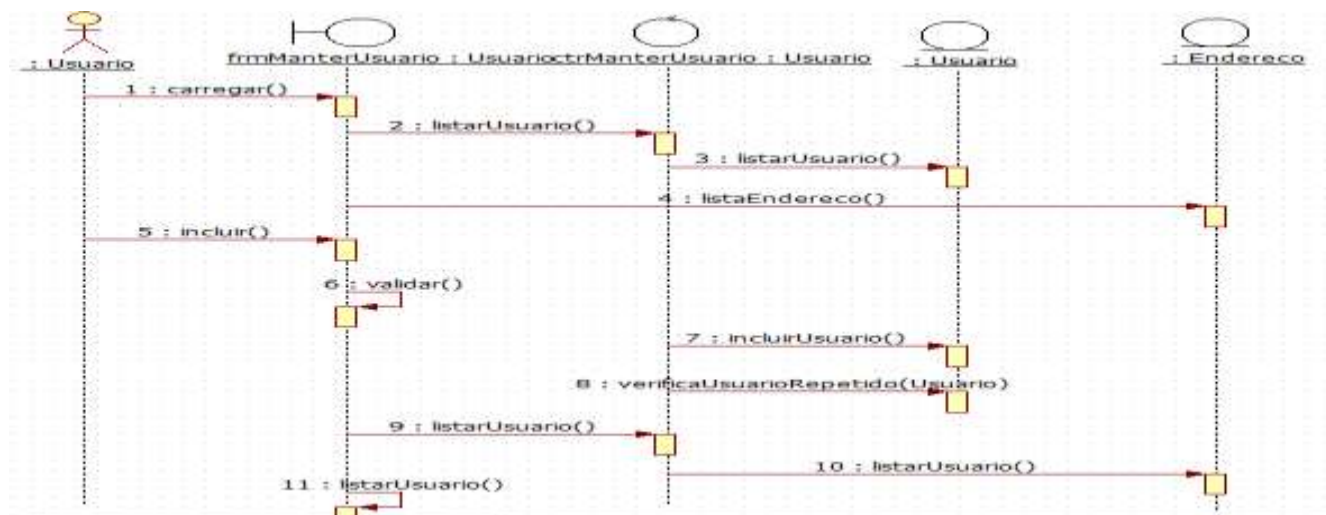 : Usuario
frmManterUsuario : Usuario
ctrManterUsuario : Usuario
: Usuario
: Endereco
1 : carregar()
2 : listarUsuario()
3 : listarUsuario()
4 : listaEndereco()
5 : incluir()
6 : validar()
7 : incluirUsuario()
8 : verificaUsuarioRepetido(Usuario)
9 : listarUsuario()
10 : listarUsuario()
11 : listarUsuario()